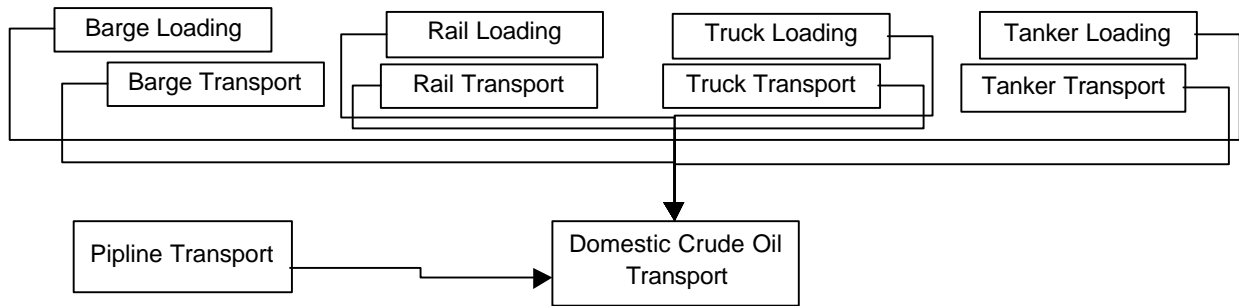 Barge Loading
Rail Loading
Truck Loading
Tanker Loading
Barge Transport
Rail Transport
Truck Transport
Tanker Transport
Pipline Transport
Domestic Crude Oil
Transport